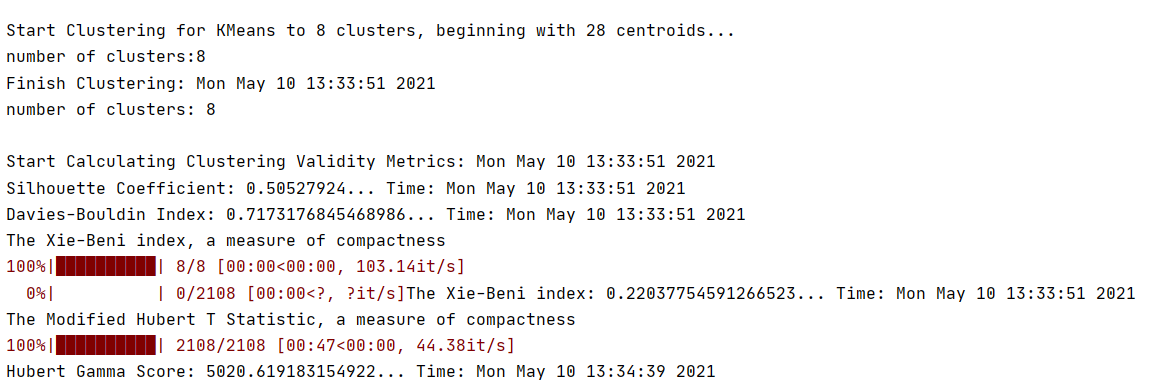 Start Clustering for KMeans to 8 clusters, beginning with 28 centroids...
number of clusters:8
Finish Clustering: Mon May 10 13:33:51 2021
number of clusters: 8
Start Calculating Clustering Validity Metrics: Mon May 10 13:33:51 2021
Silhouette Coefficient: 0.50527924... Time: Mon May 10 13:33:51 2021
Davies-Bouldin Index: 0.7173176845468986... Time: Mon May 10 13:33:51 2021
The Xie-Beni index, a measure of compactness
100%|██████████| 8/8 [00:00<00:00, 103.14it/s]
  0%|          | 0/2108 [00:00<?, ?it/s]The Xie-Beni index: 0.22037754591266523... Time: Mon May 10 13:33:51 2021
The Modified Hubert T Statistic, a measure of compactness
100%|██████████| 2108/2108 [00:47<00:00, 44.38it/s]
Hubert Gamma Score: 5020.619183154922... Time: Mon May 10 13:34:39 2021